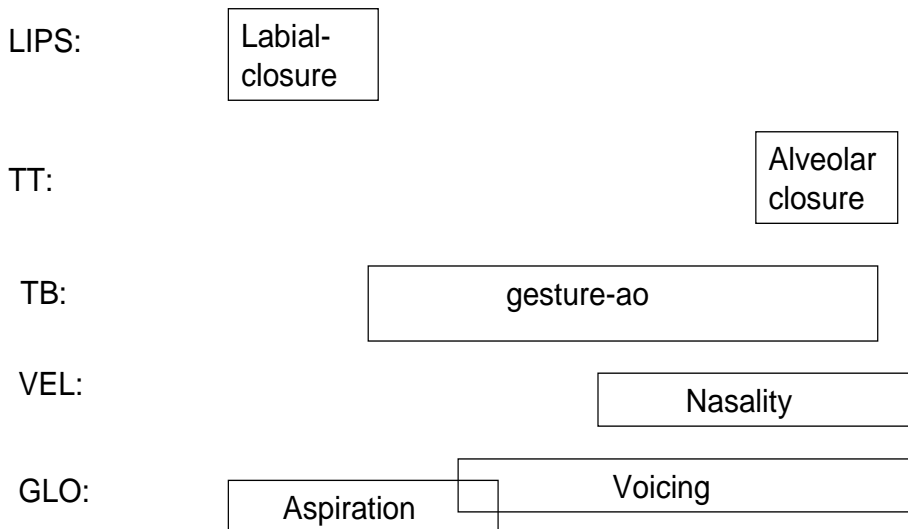 LIPS:
Labial-
closure
TT:
Alveolar
closure
TB:
gesture-ao
VEL:
Nasality
GLO:
Voicing
Aspiration